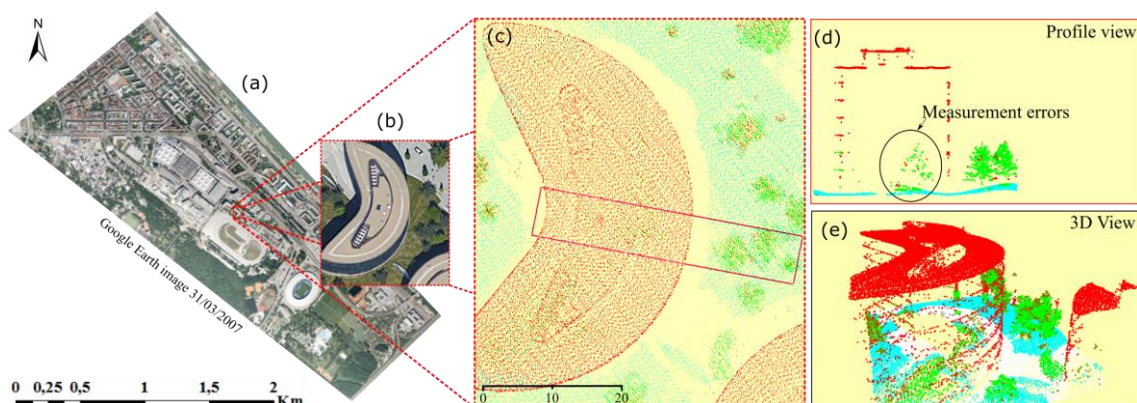 N
(a)
(b)
Google Earth image 31/03/2007
0 0,25 0,5 1 1,5 2
Km
(c)
0 10 20
(d)
Profile view
Measurement errors
(e)
3D View